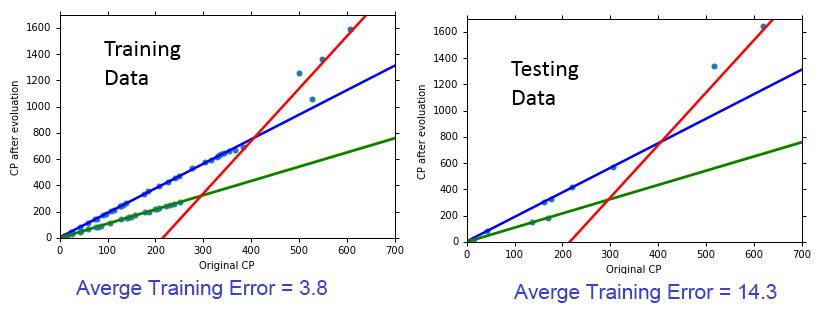 Training
Data
1600
1400
1200
1000
800
600
400
200
0
CP after evoluation
0 100 200 300 400 500 600 700
Original CP
Averge Training Error = 3.8
Testing
Data
1600
1400
1200
1000
800
600
400
200
0
CP after evoluation
0 100 200 300 400 500 600 700
Original CP
Averge Training Error = 14.3